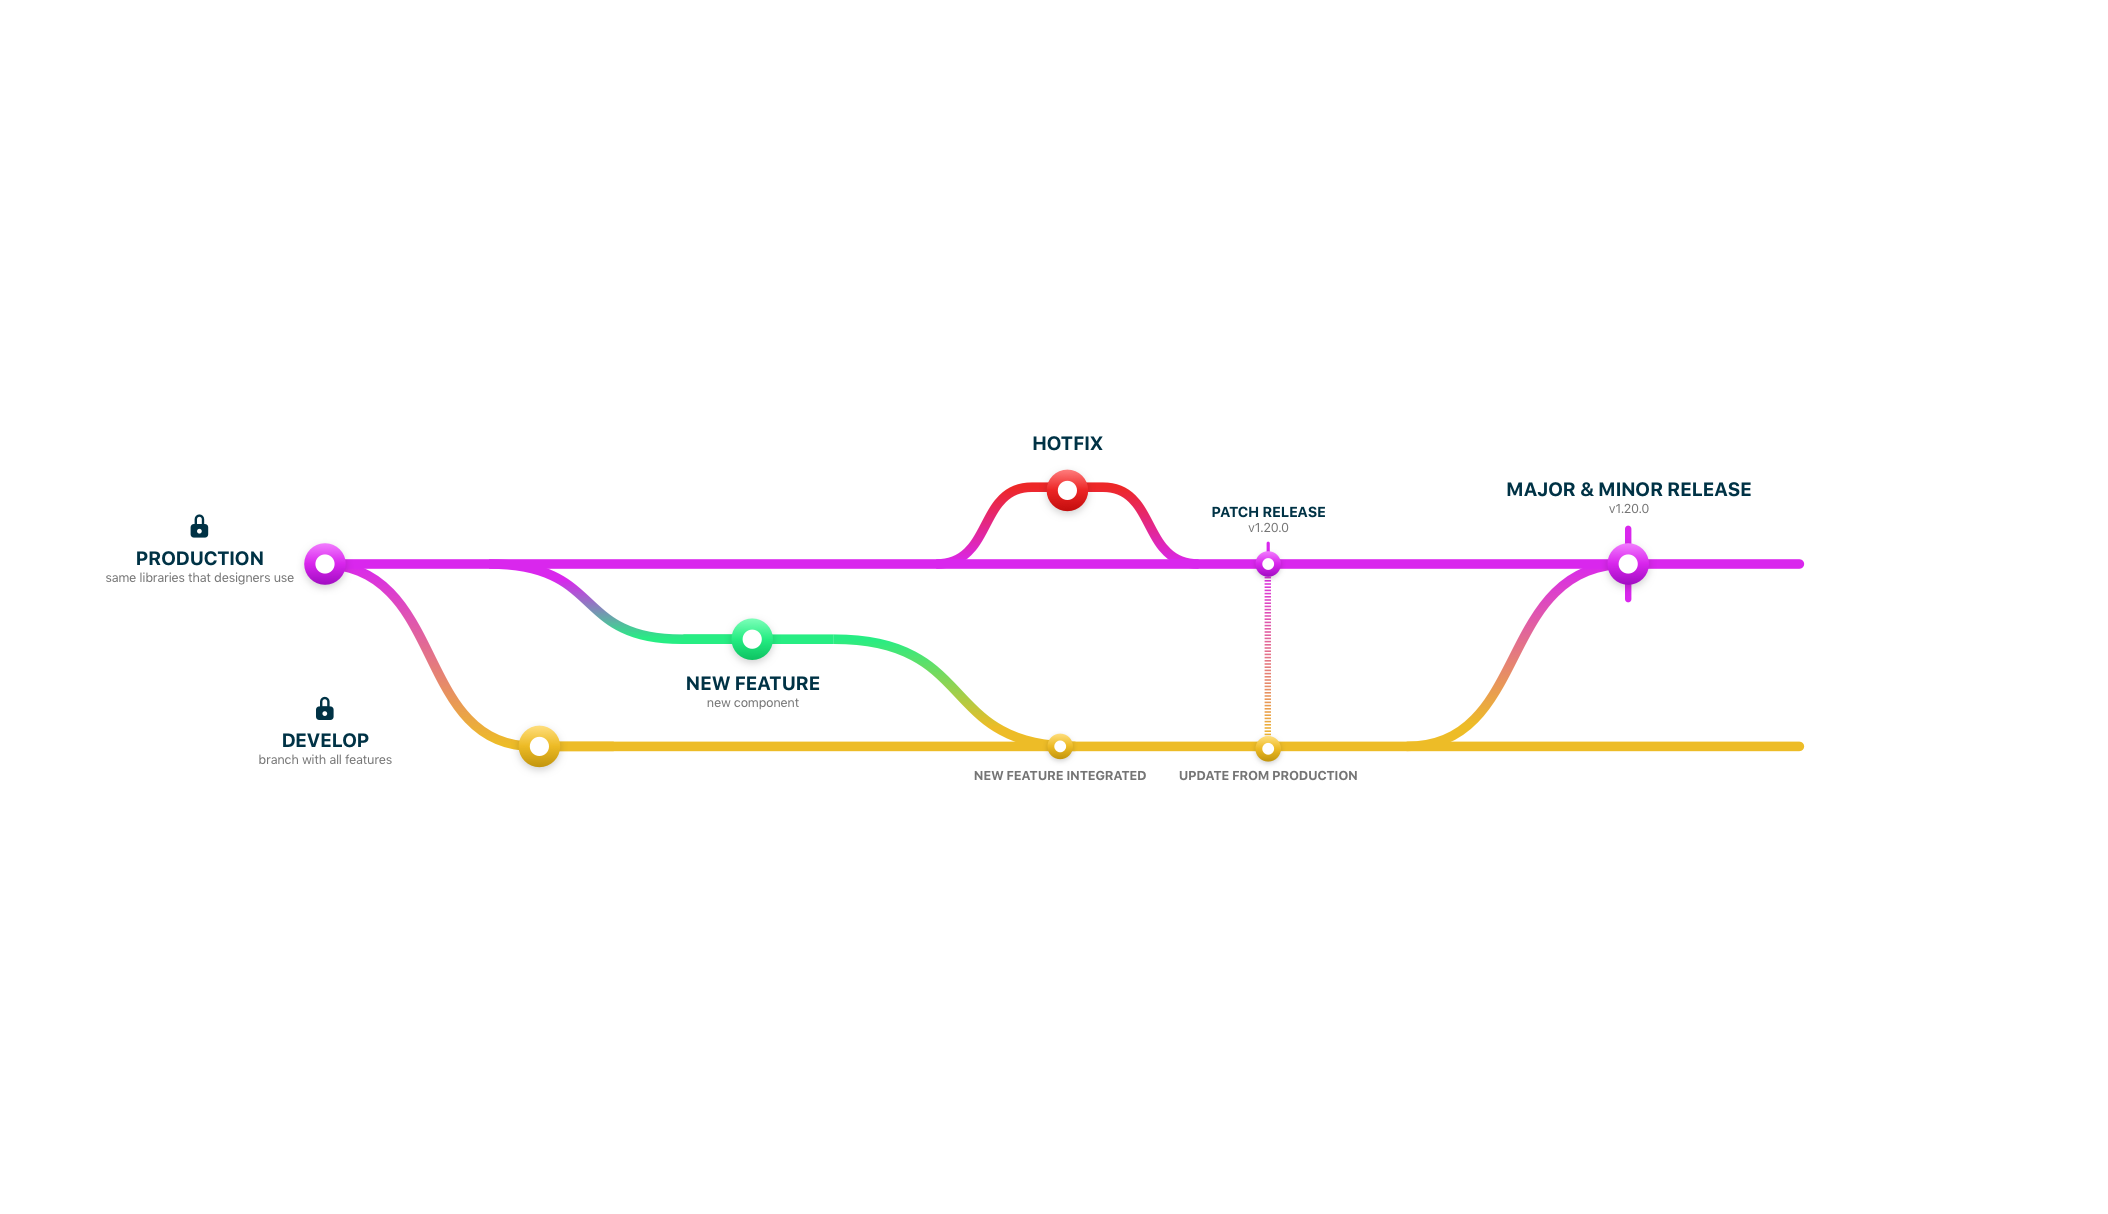 HOTFIX
MAJOR & MINOR RELEASE
v1.20.0
PATCH RELEASE
v1.20.0
PRODUCTION
same libraries that designers use
NEW FEATURE
new component
DEVELOP
branch with all features
NEW FEATURE INTEGRATED
UPDATE FROM PRODUCTION